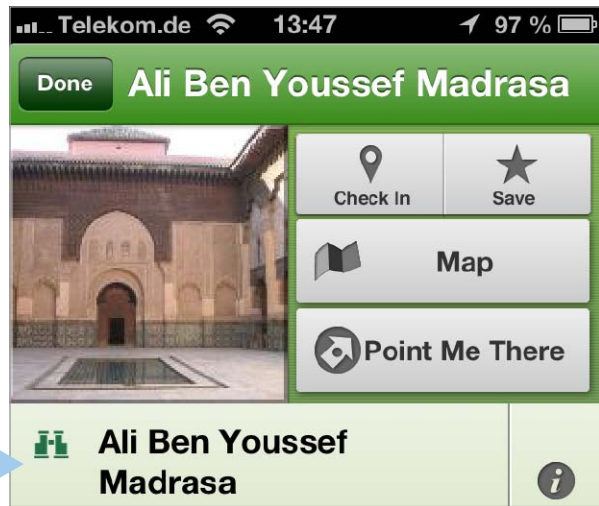 Telekom.de 13:47 97 %
Done Ali Ben Youssef Madrasa
Check In Save
Map
Point Me There
Ali Ben Youssef
Madrasa
i